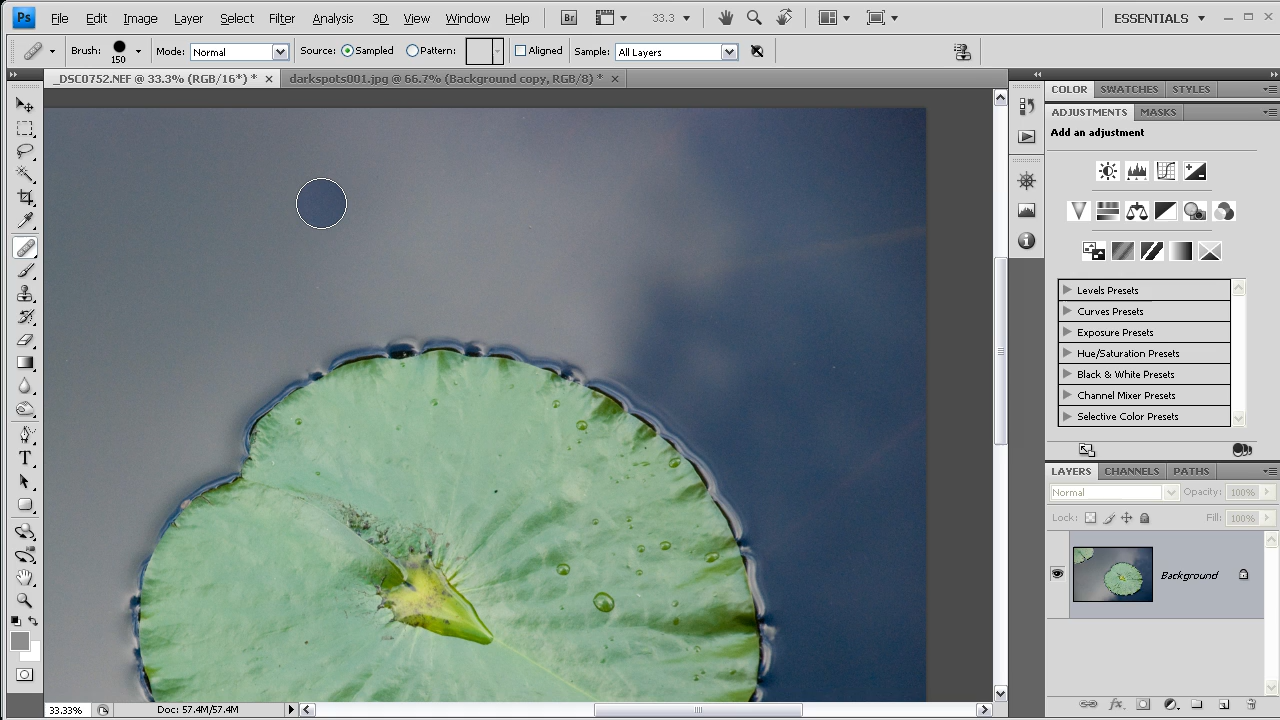 Ps File Edit Image Layer Select Filter Analysis 3D View Window Help Br 33.3 ESSENTIALS
Brush: 150 Mode: Normal Source: Sampled Pattern: Aligned Sample: All Layers
_DSC0752.NEF @ 33.3% (RGB/16*) * darkspots001.jpg @ 66.7% (Background copy, RGB/8) *
COLOR SWATCHES STYLES
ADJUSTMENTS MASKS
Add an adjustment
Levels Presets
Curves Presets
Exposure Presets
Hue/Saturation Presets
Black & White Presets
Channel Mixer Presets
Selective Color Presets
LAYERS CHANNELS PATHS
Normal Opacity: 100%
Lock: Fill: 100%
Background
33.33% Doc: 57.4M/57.4M